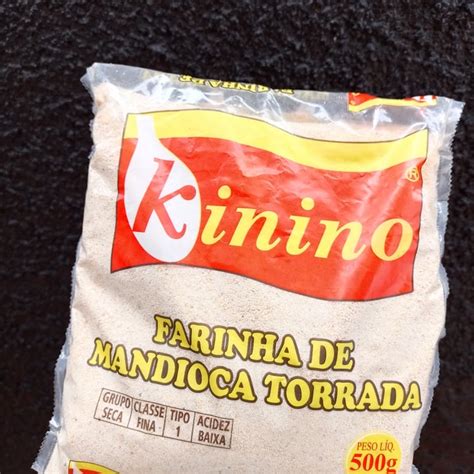 kinino®
FARINHA DE
MANDIOCA TORRADA
GRUPO SECA CLASSE FINA TIPO 1 ACIDEZ BAIXA
PESO LÍQ.
500g